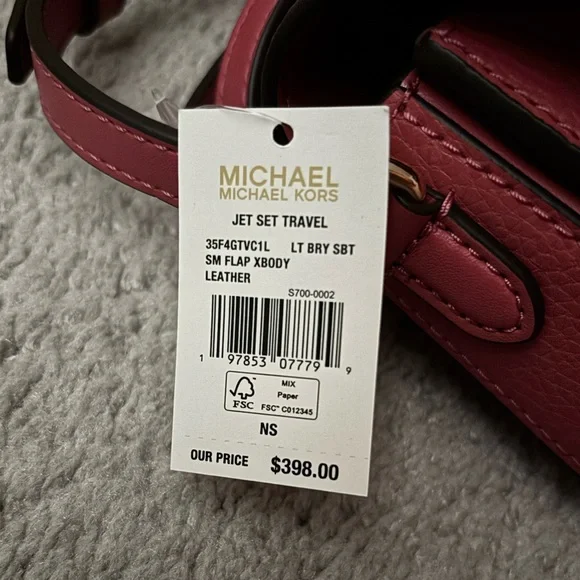 MICHAEL
MICHAEL KORS
JET SET TRAVEL
35F4GTVC1L LT BRY SBT
SM FLAP XBODY
LEATHER
S700-0002
1 97853 07779 9
FSC
MIX
Paper
FSC™ C012345
NS
OUR PRICE $398.00